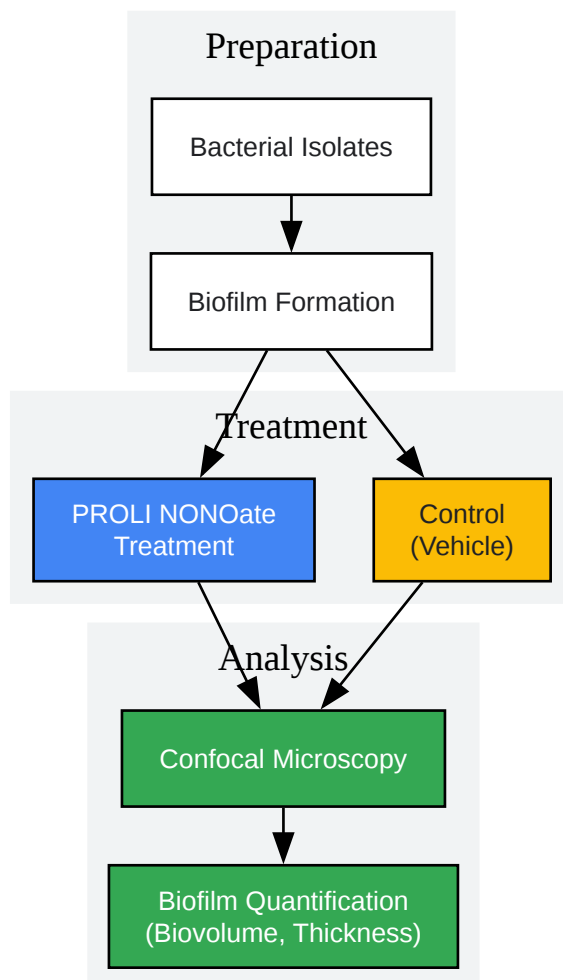 Preparation
Bacterial Isolates
Biofilm Formation
Treatment
PROLI NONOate
Treatment
Control
(Vehicle)
Analysis
Confocal Microscopy
Biofilm Quantification
(Biovolume, Thickness)